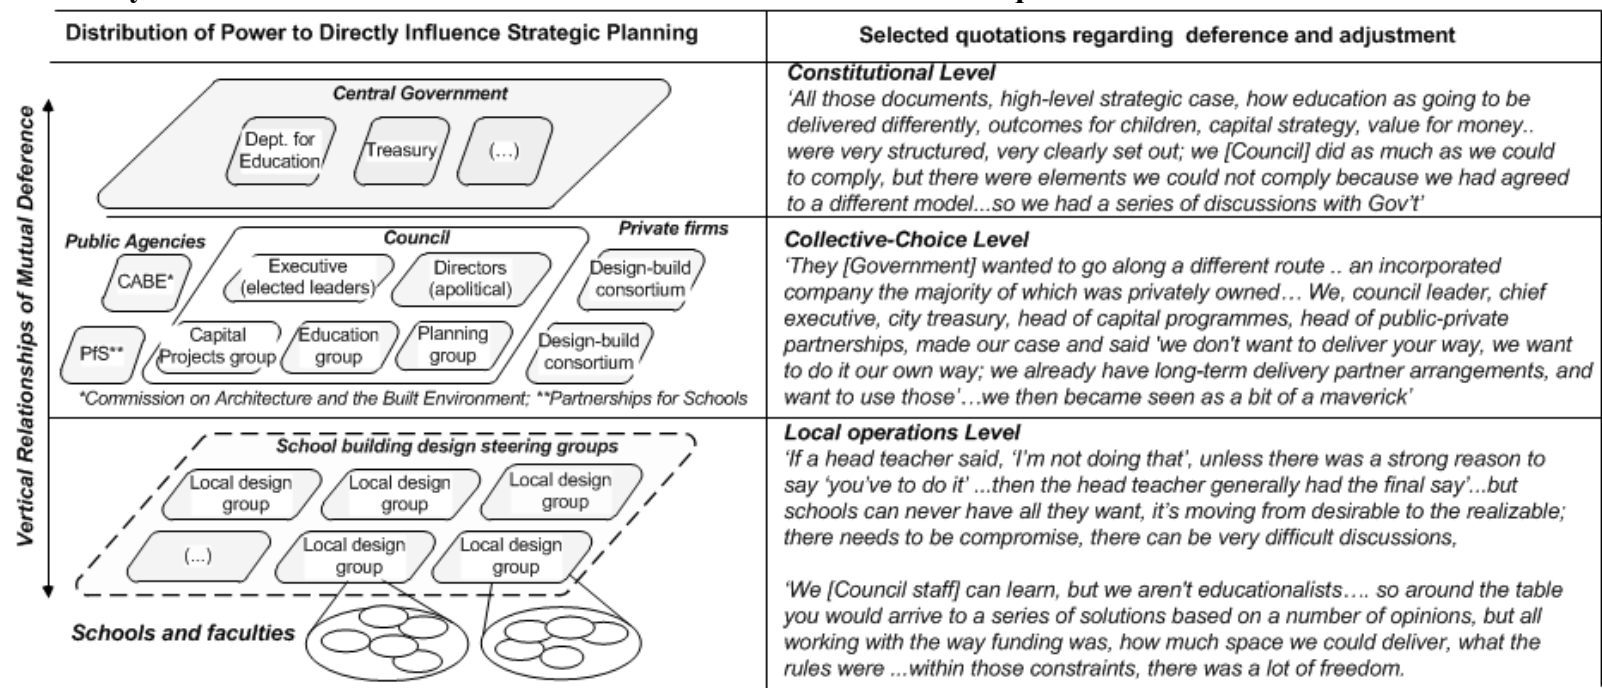 Distribution of Power to Directly Influence Strategic Planning
Selected quotations regarding deference and adjustment
Vertical Relationships of Mutual Deference
Central Government
Dept. for
Education
Treasury
(...)
Constitutional Level
‘All those documents, high-level strategic case, how education as going to be
delivered differently, outcomes for children, capital strategy, value for money..
were very structured, very clearly set out; we [Council] did as much as we could
to comply, but there were elements we could not comply because we had agreed
to a different model...so we had a series of discussions with Gov’t’
Public Agencies
CABE*
PfS**
Council
Executive
(elected leaders)
Directors
(apolitical)
Capital
Projects group
Education
group
Planning
group
Private firms
Design-build
consortium
Design-build
consortium
*Commission on Architecture and the Built Environment; **Partnerships for Schools
Collective-Choice Level
‘They [Government] wanted to go along a different route .. an incorporated
company the majority of which was privately owned… We, council leader, chief
executive, city treasury, head of capital programmes, head of public-private
partnerships, made our case and said 'we don't want to deliver your way, we want
to do it our own way; we already have long-term delivery partner arrangements, and
want to use those’…we then became seen as a bit of a maverick’
School building design steering groups
Local design
group
Local design
group
Local design
group
(...)
Local design
group
Local design
group
Schools and faculties
Local operations Level
‘If a head teacher said, ‘I’m not doing that’, unless there was a strong reason to
say ‘you’ve to do it’ ...then the head teacher generally had the final say’...but
schools can never have all they want, it’s moving from desirable to the realizable;
there needs to be compromise, there can be very difficult discussions,
‘We [Council staff] can learn, but we aren't educationalists…. so around the table
you would arrive to a series of solutions based on a number of opinions, but all
working with the way funding was, how much space we could deliver, what the
rules were ...within those constraints, there was a lot of freedom.